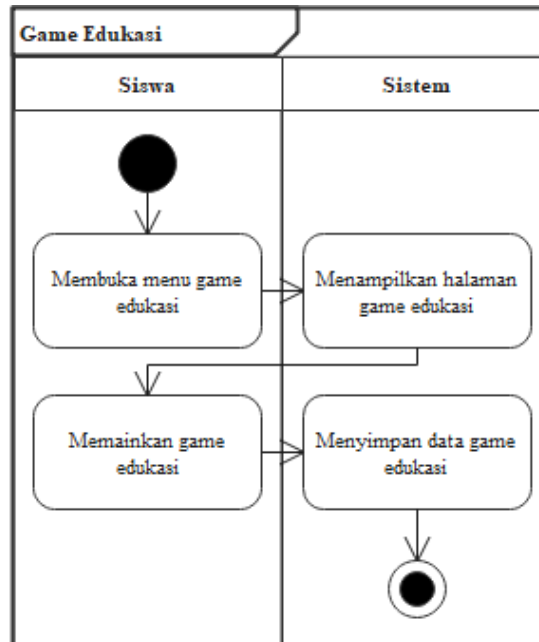 Game Edukasi
Siswa
Sistem
Membuka menu game
edukasi
Menampilkan halaman
game edukasi
Memainkan game
edukasi
Menyimpan data game
edukasi